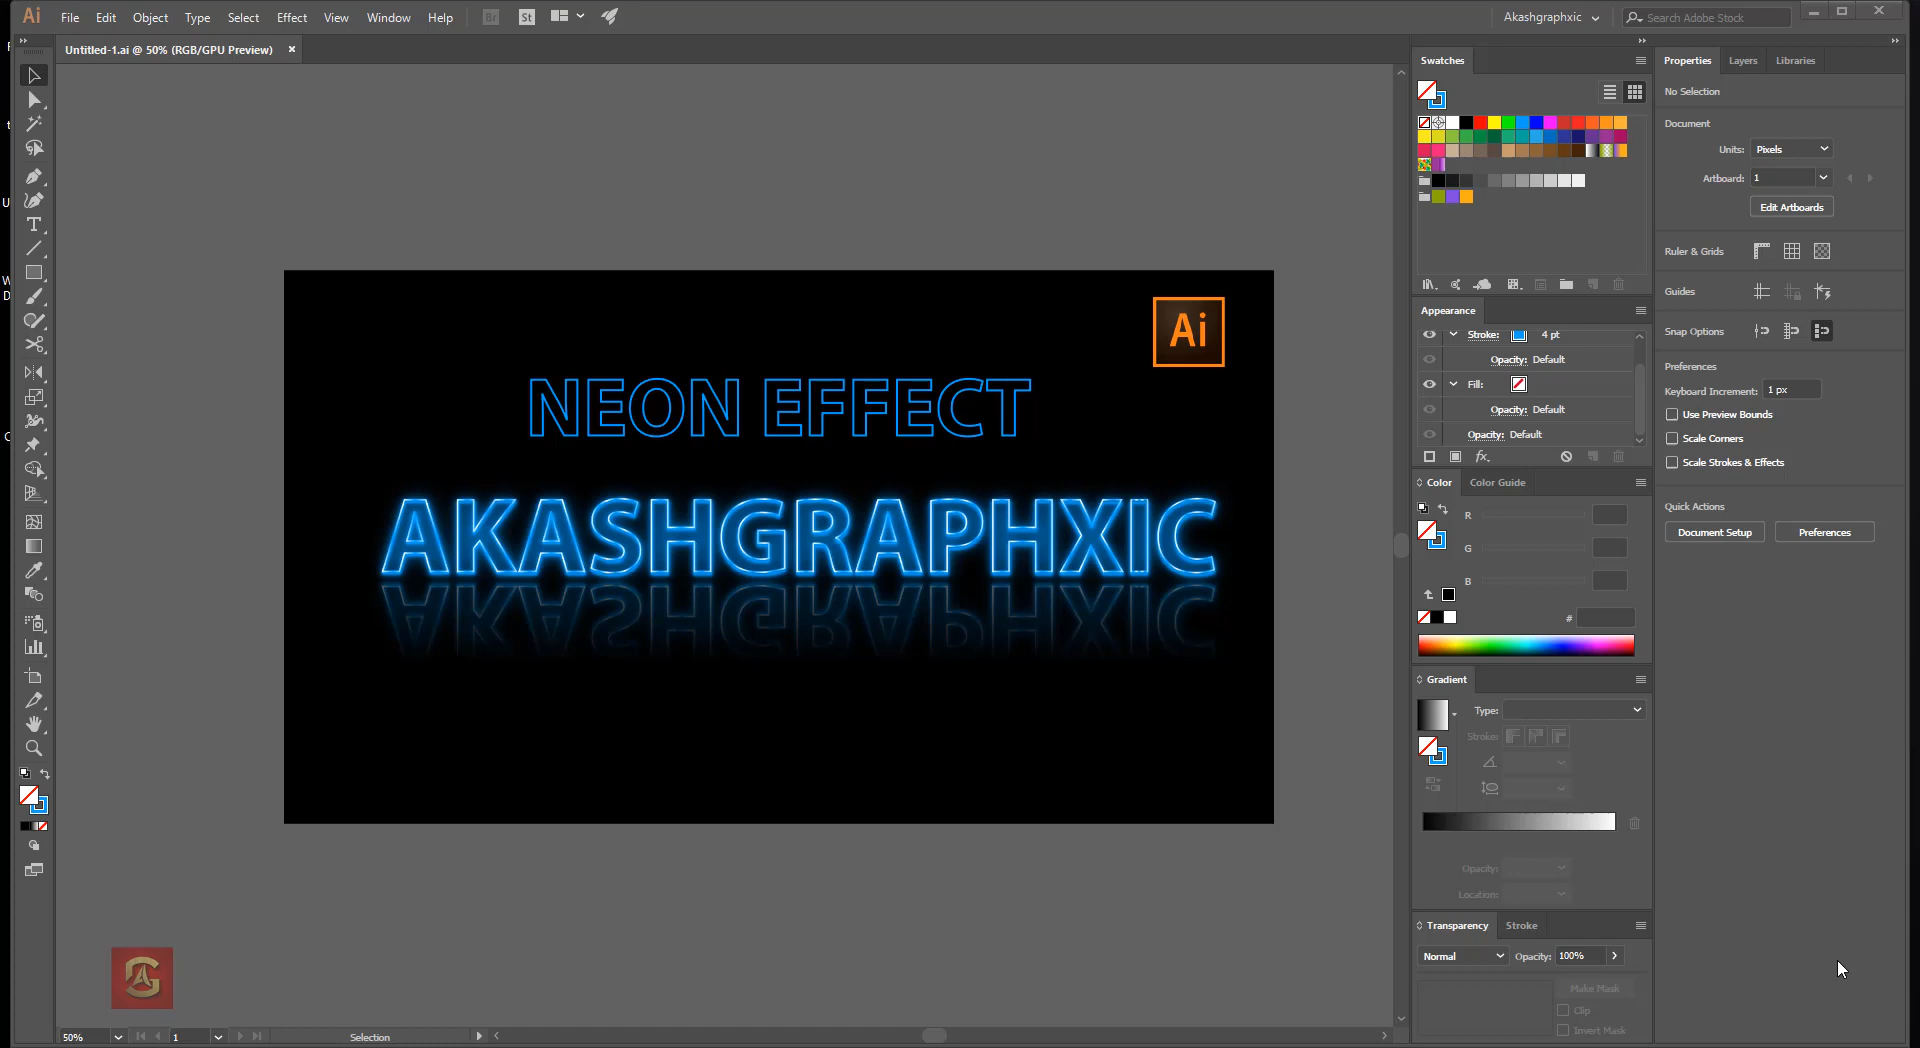 Ai File Edit Object Type Select Effect View Window Help Br St Akashgraphxic Search Adobe Stock
Untitled-1.ai @ 50% (RGB/GPU Preview) ×
Swatches
Properties Layers Libraries
No Selection
Document
Units: Pixels
Artboard: 1
Edit Artboards
Ruler & Grids
Guides
Snap Options
Preferences
Keyboard Increment: 1 px
Use Preview Bounds
Scale Corners
Scale Strokes & Effects
Quick Actions
Document Setup Preferences
Appearance
Stroke: 4 pt
Opacity: Default
Fill:
Opacity: Default
Opacity: Default
fx.
Color Color Guide
R
G
B
#
Gradient
Type:
Stroke:
Opacity:
Location:
Transparency Stroke
Normal Opacity: 100%
Make Mask
Clip
Invert Mask
Ai
NEON EFFECT
AKASHGRAPHXIC
50% 1 Selection